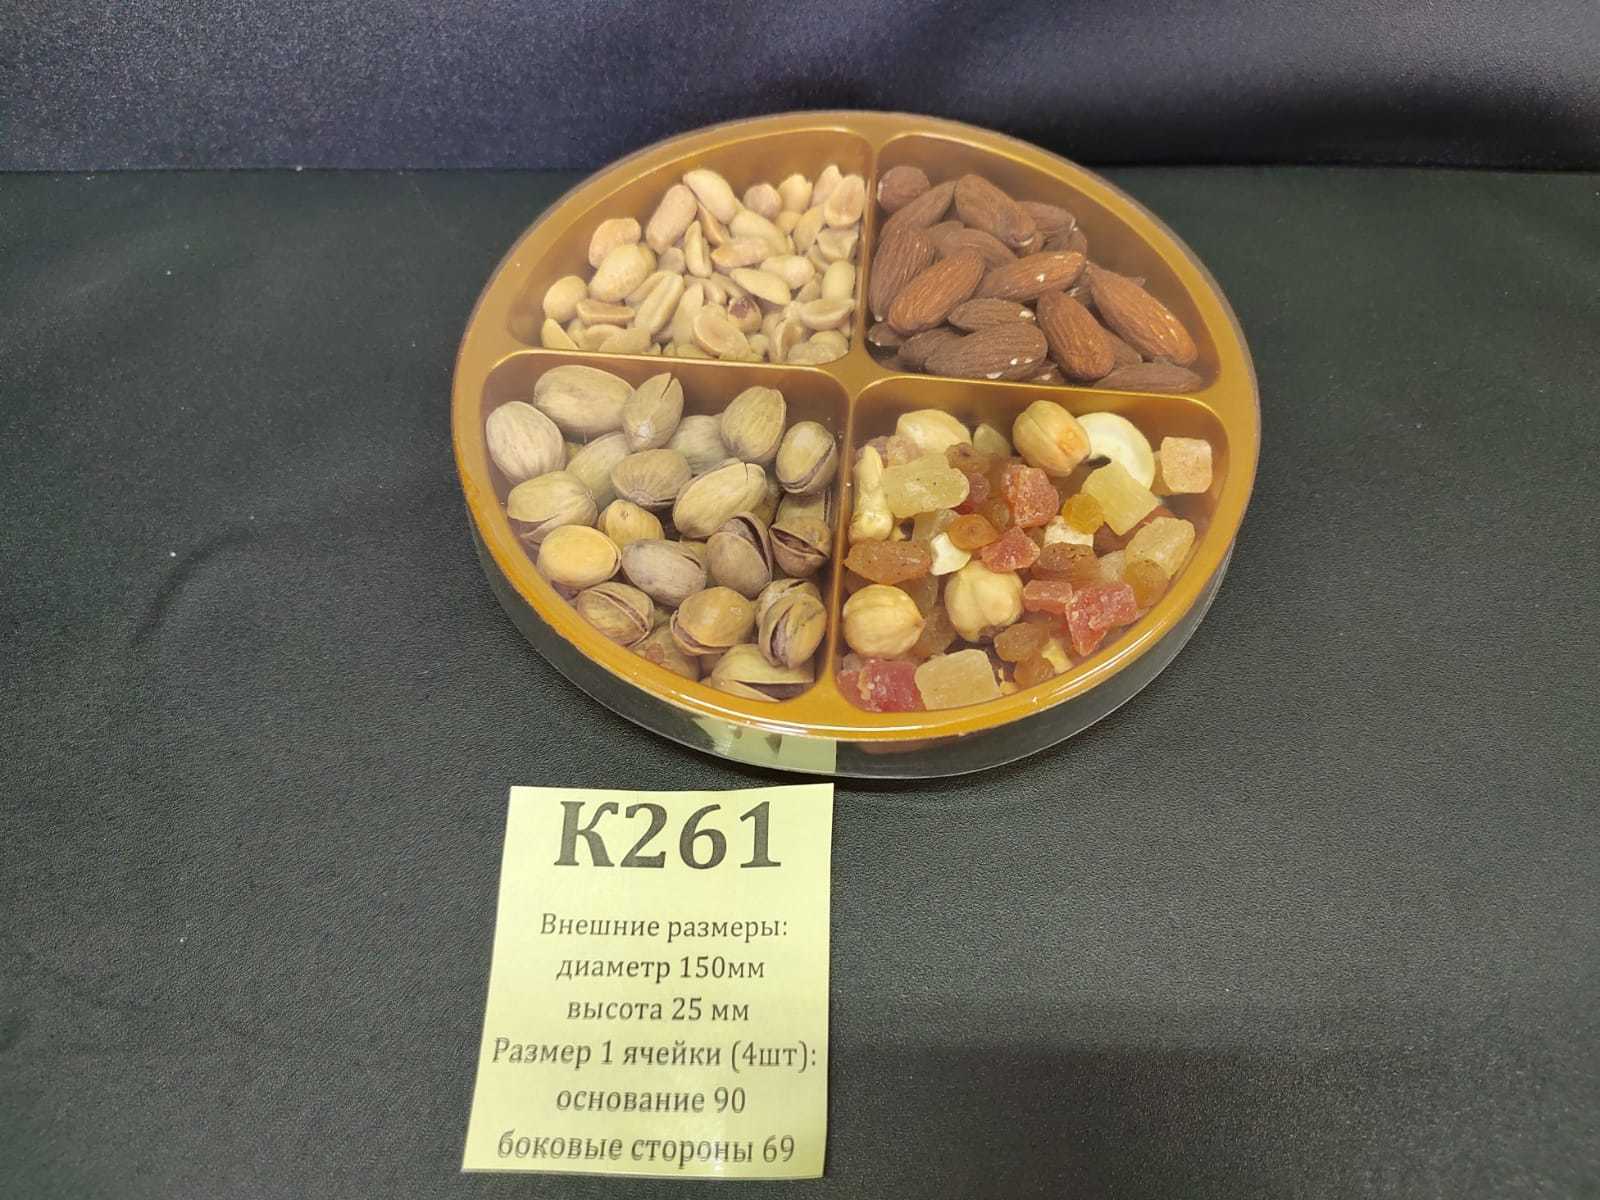 К261
Внешние размеры:
диаметр 150мм
высота 25 мм
Размер 1 ячейки (4шт):
основание 90
боковые стороны 69